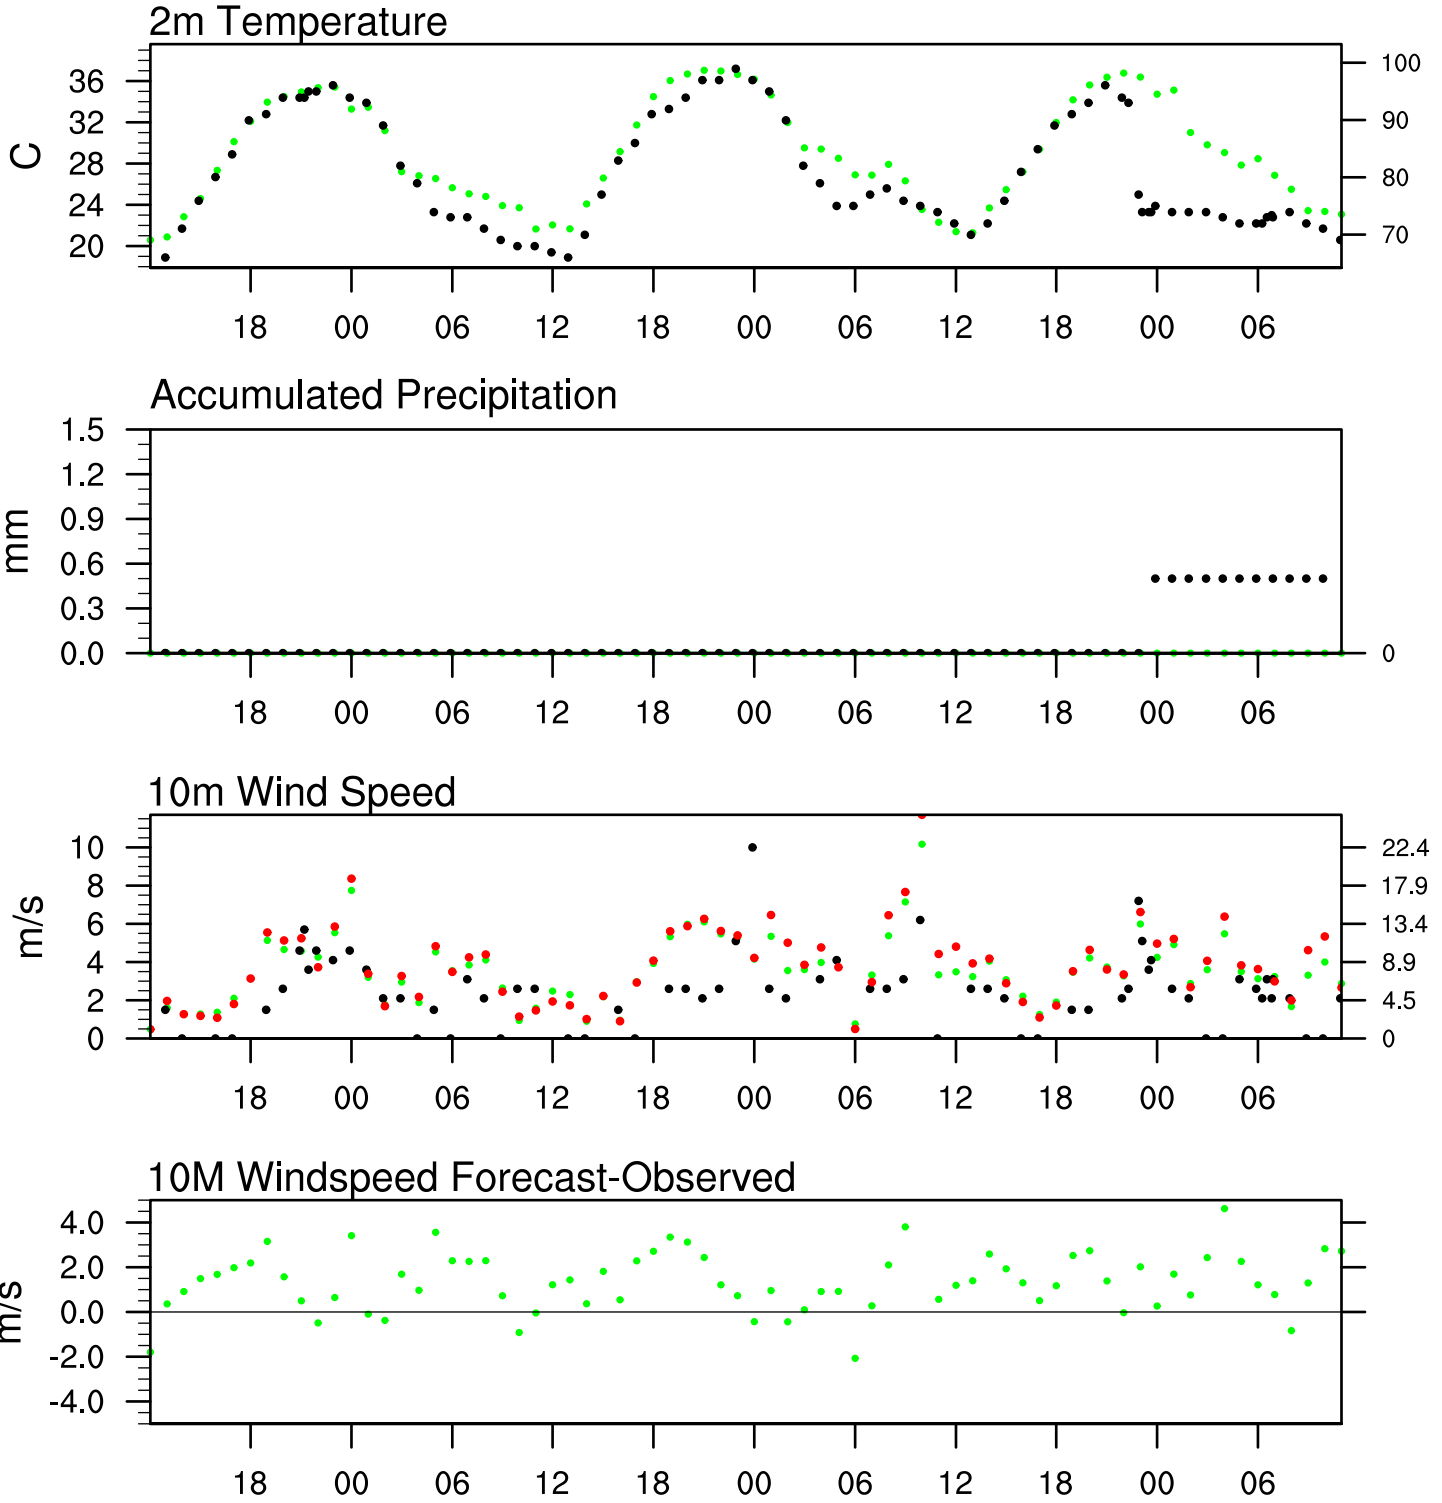 2m Temperature
36
32
28
24
20
C
100
90
80
70
18 00 06 12 18 00 06 12 18 00 06
Accumulated Precipitation
1.5
1.2
0.9
0.6
0.3
0.0
mm
0
18 00 06 12 18 00 06 12 18 00 06
10m Wind Speed
10
8
6
4
2
0
m/s
22.4
17.9
13.4
8.9
4.5
0
18 00 06 12 18 00 06 12 18 00 06
10M Windspeed Forecast-Observed
4.0
2.0
0.0
-2.0
-4.0
m/s
18 00 06 12 18 00 06 12 18 00 06